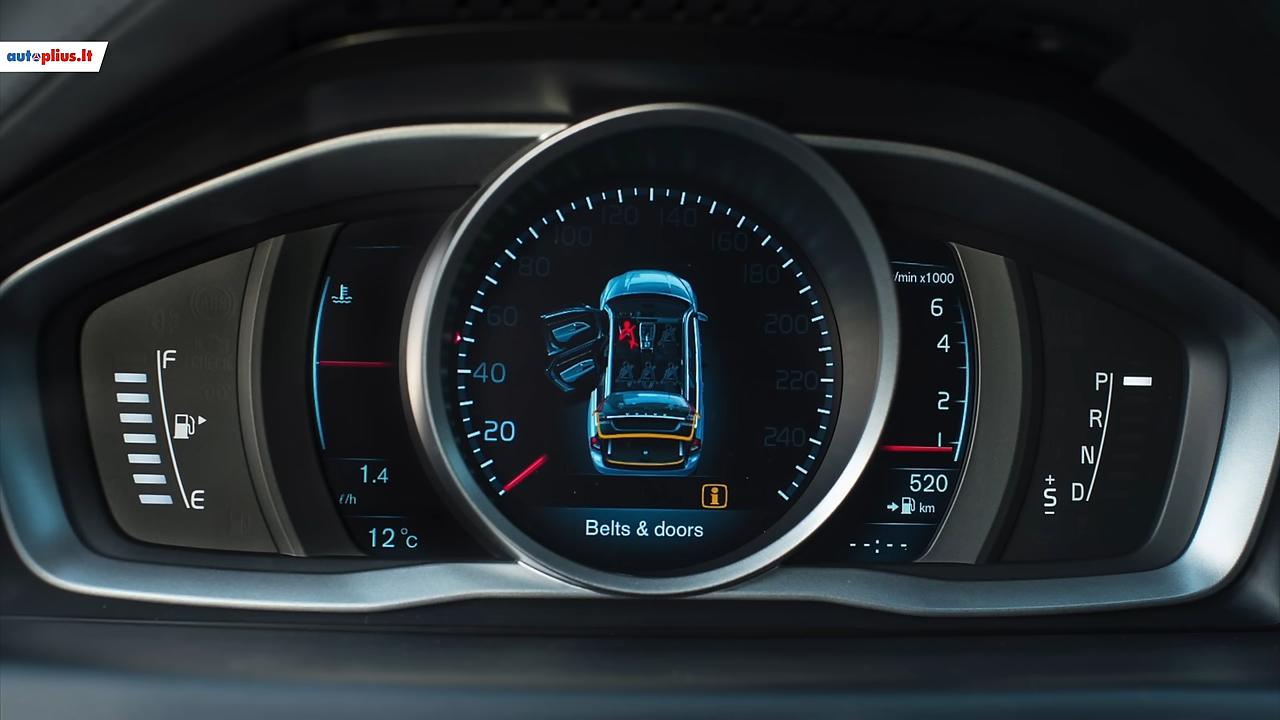 autoplius.lt
F
E
1.4
ℓ/h
12°C
20
40
60
80
100
120
140
160
180
200
220
240
Belts & doors
/min x1000
6
4
2
1
520
km
--:--
P
R
N
D
+
S
-